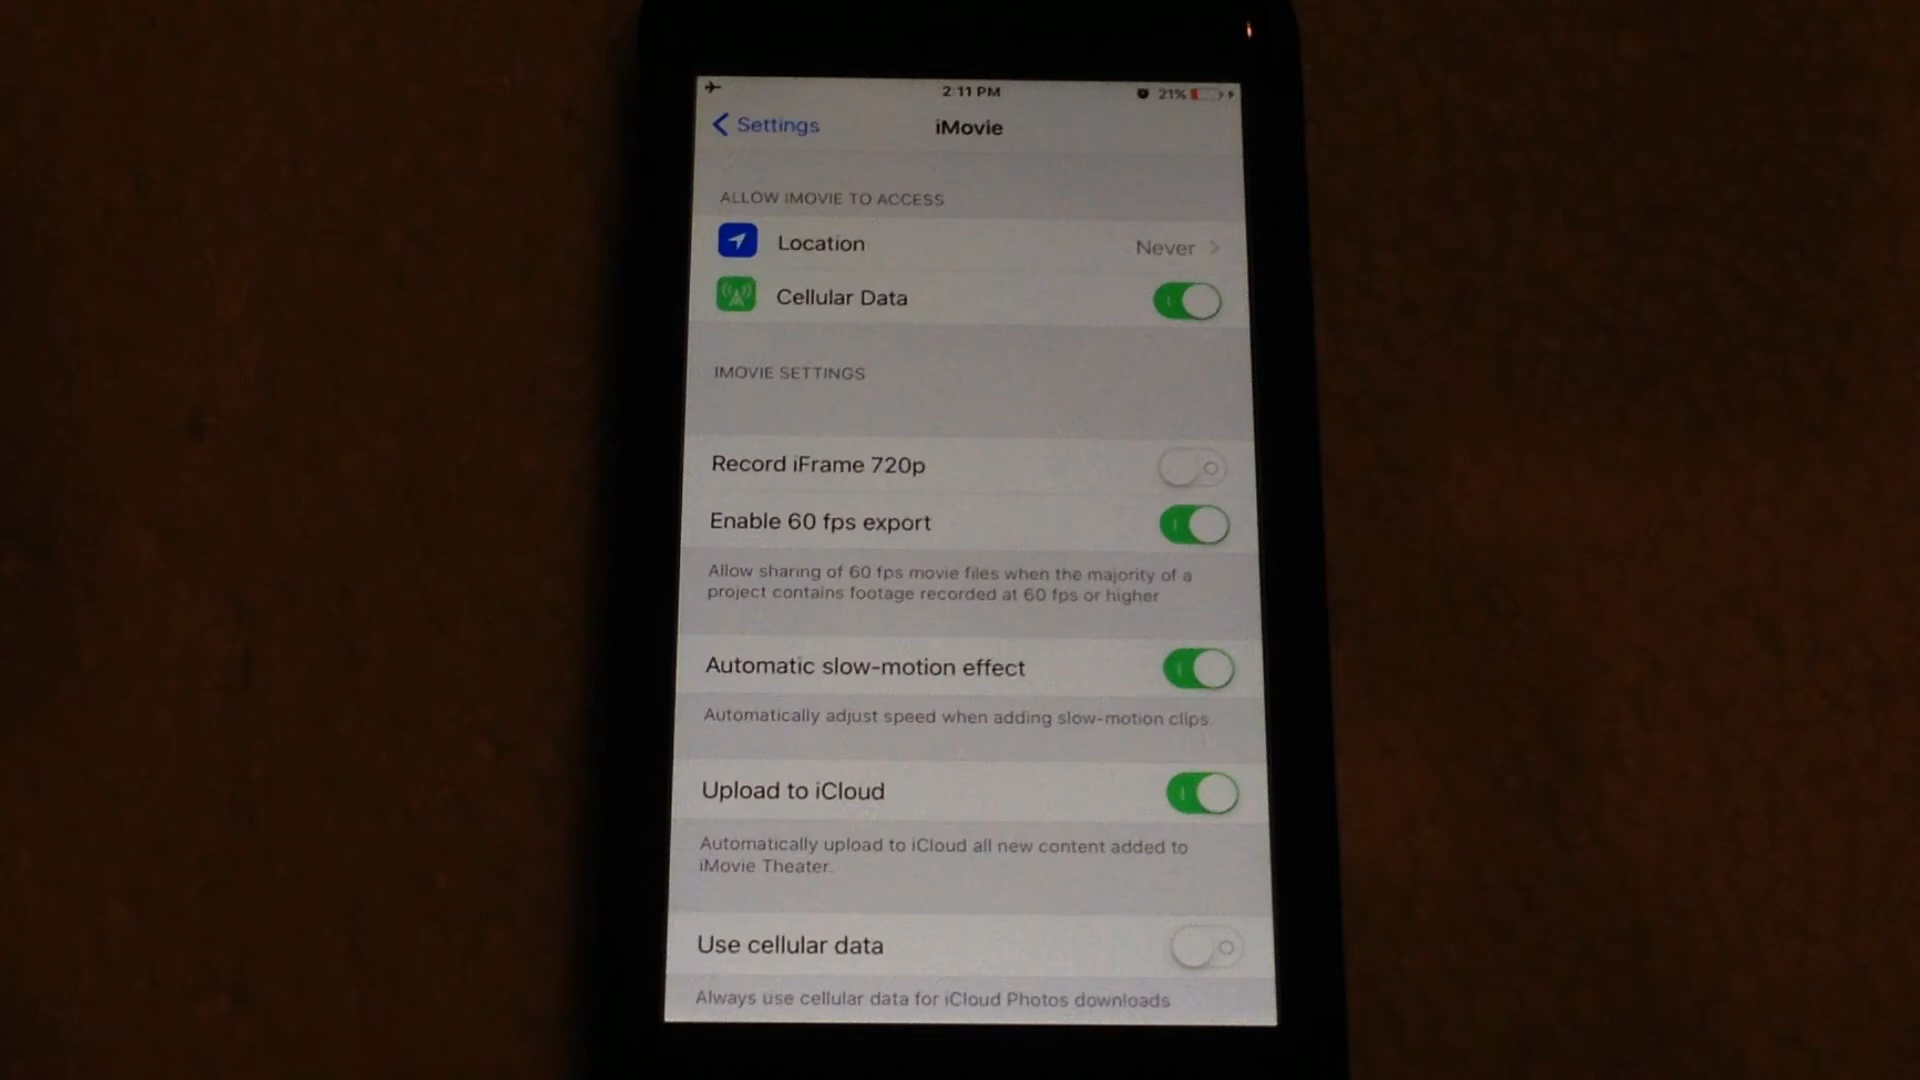 2:11 PM
21%
Settings
iMovie
ALLOW IMOVIE TO ACCESS
Location
Never
Cellular Data
IMOVIE SETTINGS
Record iFrame 720p
Enable 60 fps export
Allow sharing of 60 fps movie files when the majority of a
project contains footage recorded at 60 fps or higher
Automatic slow-motion effect
Automatically adjust speed when adding slow-motion clips.
Upload to iCloud
Automatically upload to iCloud all new content added to
iMovie Theater.
Use cellular data
Always use cellular data for iCloud Photos downloads